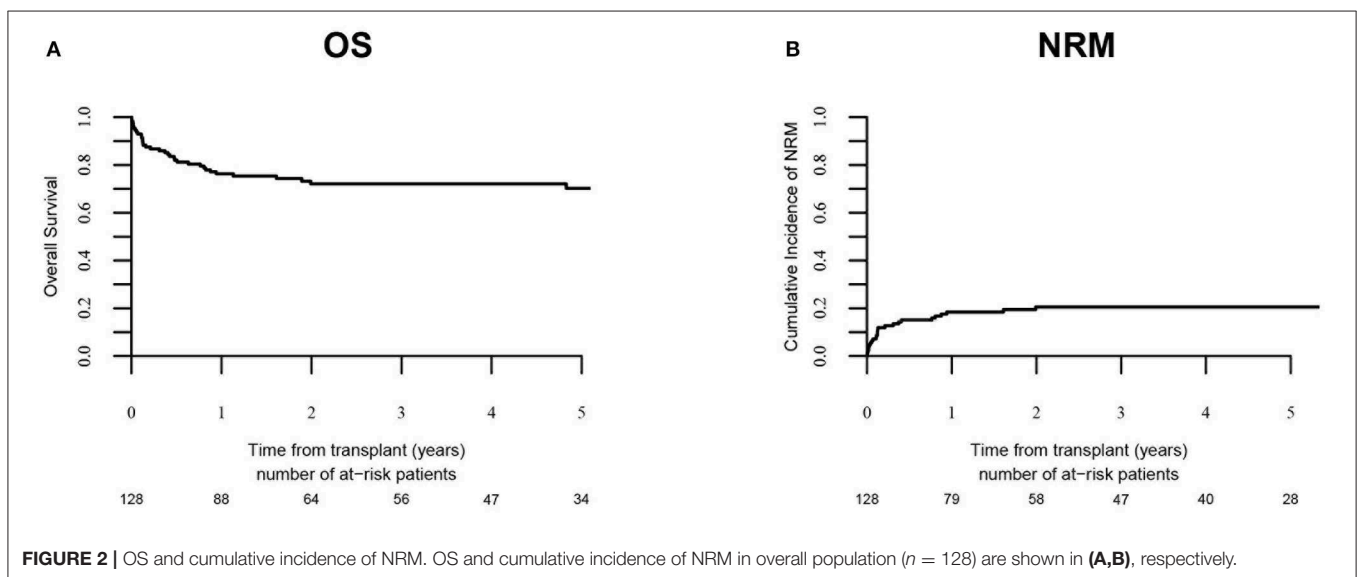 A
OS
Overall Survival
1.0
0.8
0.6
0.4
0.2
0.0
0 1 2 3 4 5
Time from transplant (years)
number of at−risk patients
128 88 64 56 47 34
B
NRM
Cumulative Incidence of NRM
1.0
0.8
0.6
0.4
0.2
0.0
0 1 2 3 4 5
Time from transplant (years)
number of at−risk patients
128 79 58 47 40 28
FIGURE 2 | OS and cumulative incidence of NRM. OS and cumulative incidence of NRM in overall population (n = 128) are shown in (A,B), respectively.